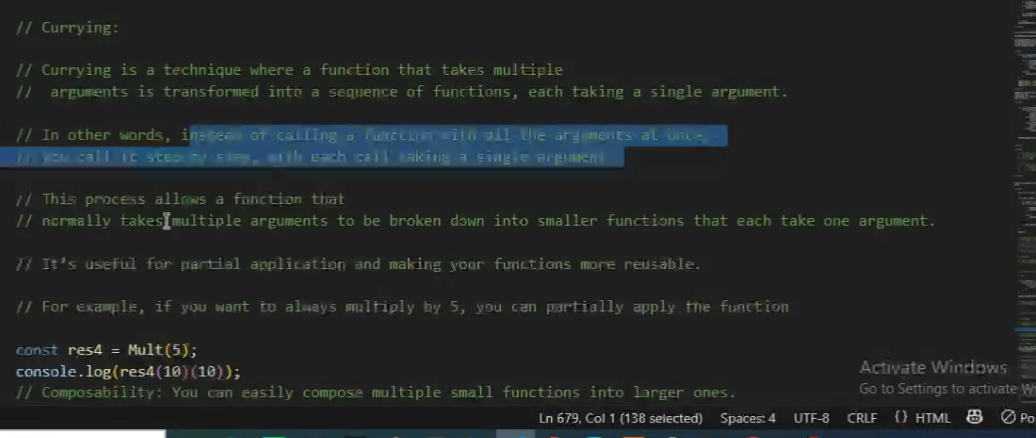 // Currying:
// Currying is a technique where a function that takes multiple
//  arguments is transformed into a sequence of functions, each taking a single argument.
// In other words, instead of calling a function with all the arguments at once,
// you call it step by step, with each call taking a single argument
// This process allows a function that
// normally takes multiple arguments to be broken down into smaller functions that each take one argument.
// It's useful for partial application and making your functions more reusable.
// For example, if you want to always multiply by 5, you can partially apply the function
const res4 = Mult(5);
console.log(res4(10)(10));
// Composability: You can easily compose multiple small functions into larger ones.
Activate Windows
Go to Settings to activate W
Ln 679, Col 1 (138 selected) Spaces: 4 UTF-8 CRLF {} HTML Po